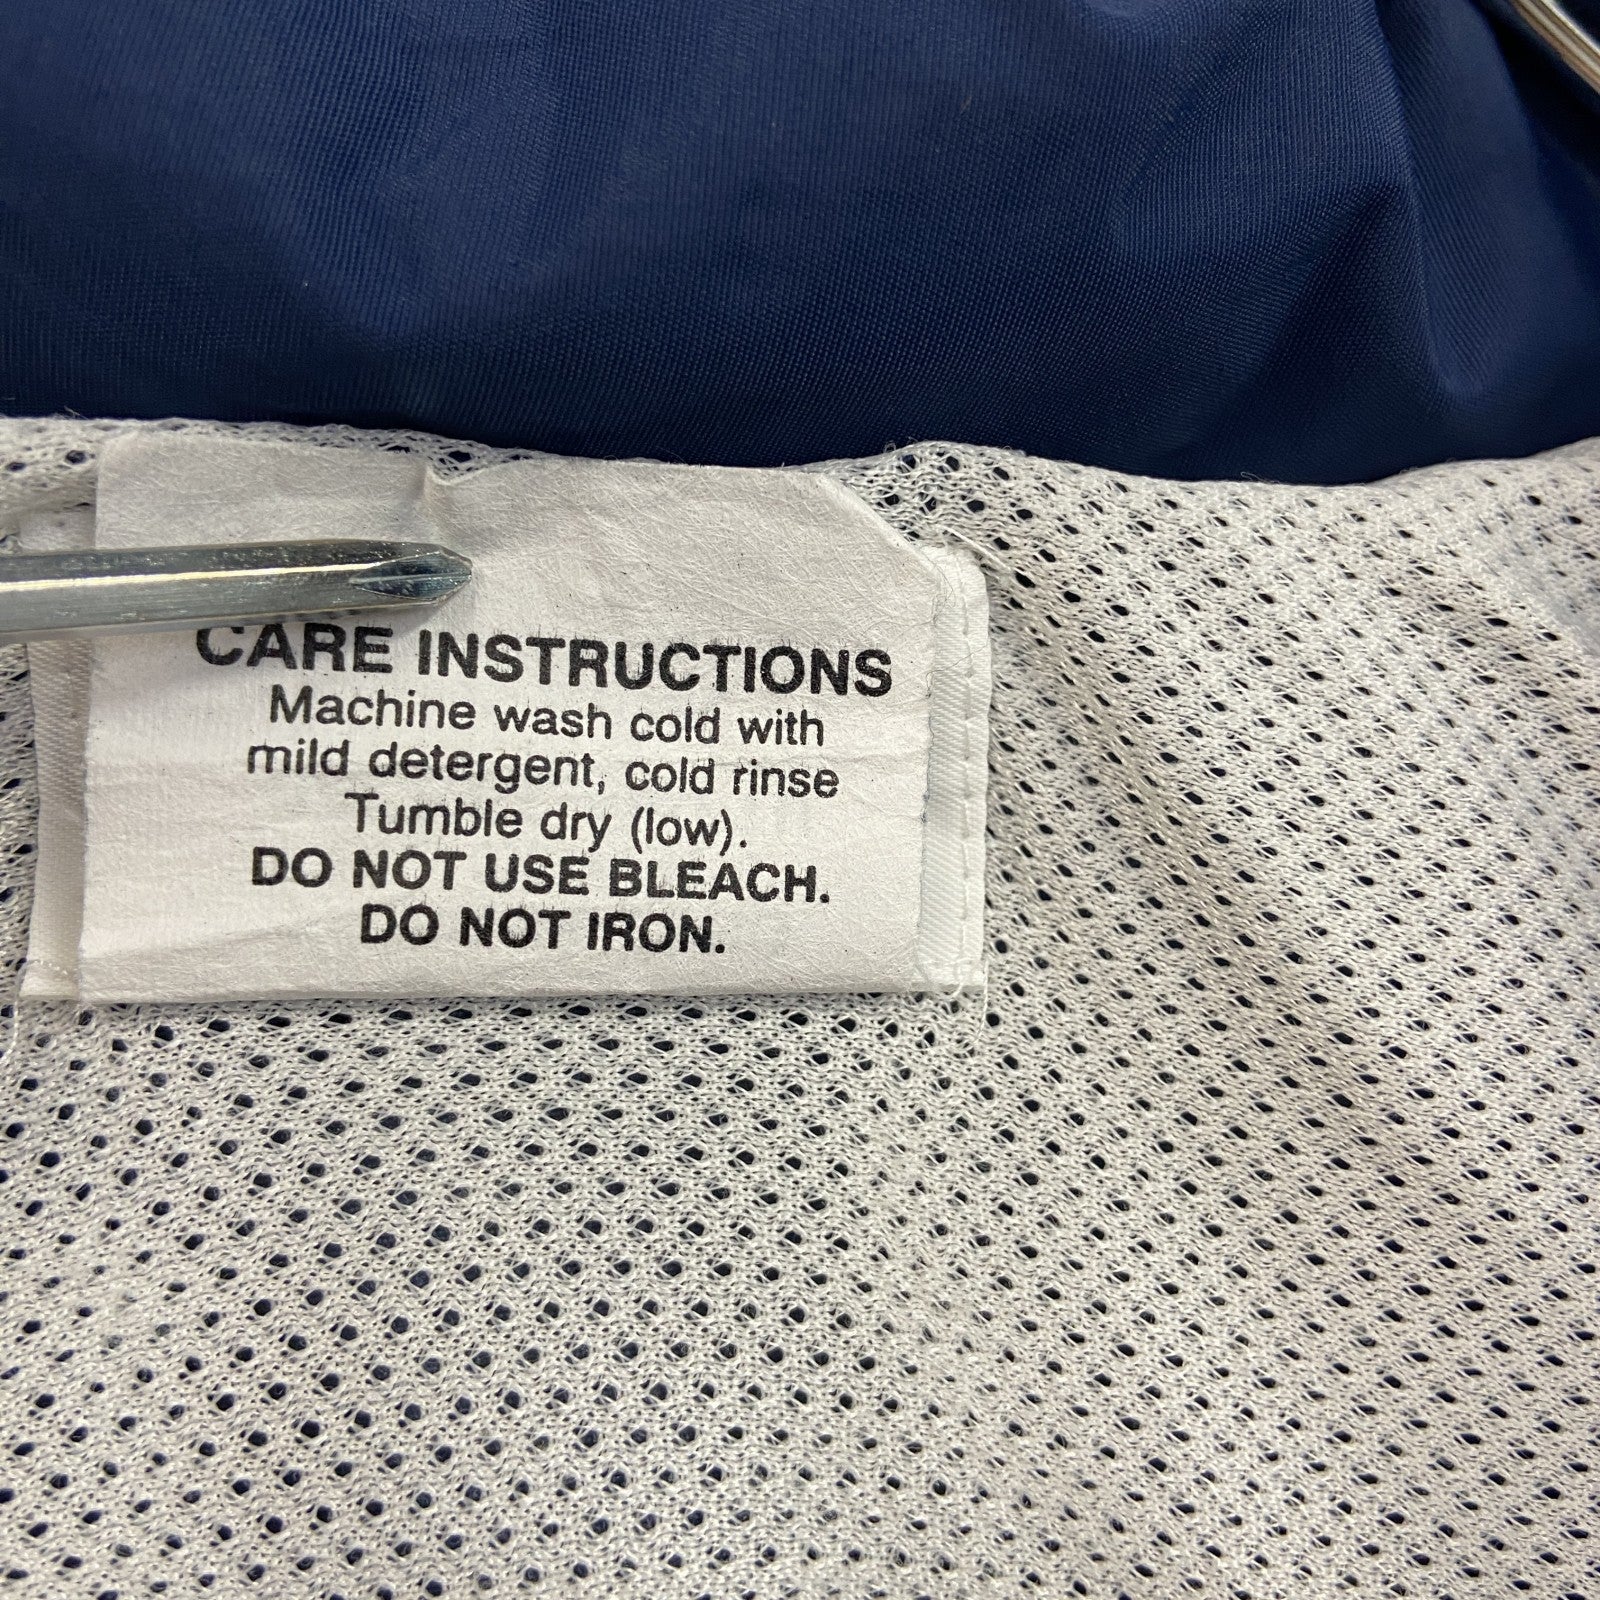 CARE INSTRUCTIONS
Machine wash cold with
mild detergent, cold rinse
Tumble dry (low).
DO NOT USE BLEACH.
DO NOT IRON.